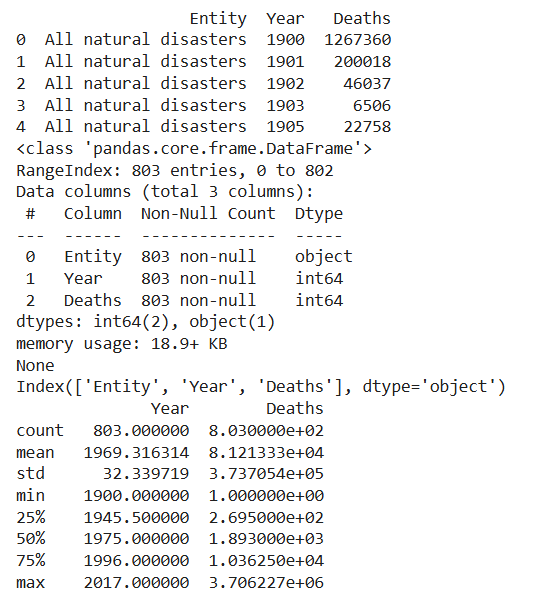 Entity  Year   Deaths
0  All natural disasters  1900  1267360
1  All natural disasters  1901   200018
2  All natural disasters  1902    46037
3  All natural disasters  1903     6506
4  All natural disasters  1905    22758
<class 'pandas.core.frame.DataFrame'>
RangeIndex: 803 entries, 0 to 802
Data columns (total 3 columns):
 #   Column  Non-Null Count  Dtype
---  ------  --------------  -----
 0   Entity  803 non-null    object
 1   Year    803 non-null    int64
 2   Deaths  803 non-null    int64
dtypes: int64(2), object(1)
memory usage: 18.9+ KB
None
Index(['Entity', 'Year', 'Deaths'], dtype='object')
              Year        Deaths
count   803.000000  8.030000e+02
mean   1969.316314  8.121333e+04
std      32.339719  3.737054e+05
min    1900.000000  1.000000e+00
25%    1945.500000  2.695000e+02
50%    1975.000000  1.893000e+03
75%    1996.000000  1.036250e+04
max    2017.000000  3.706227e+06